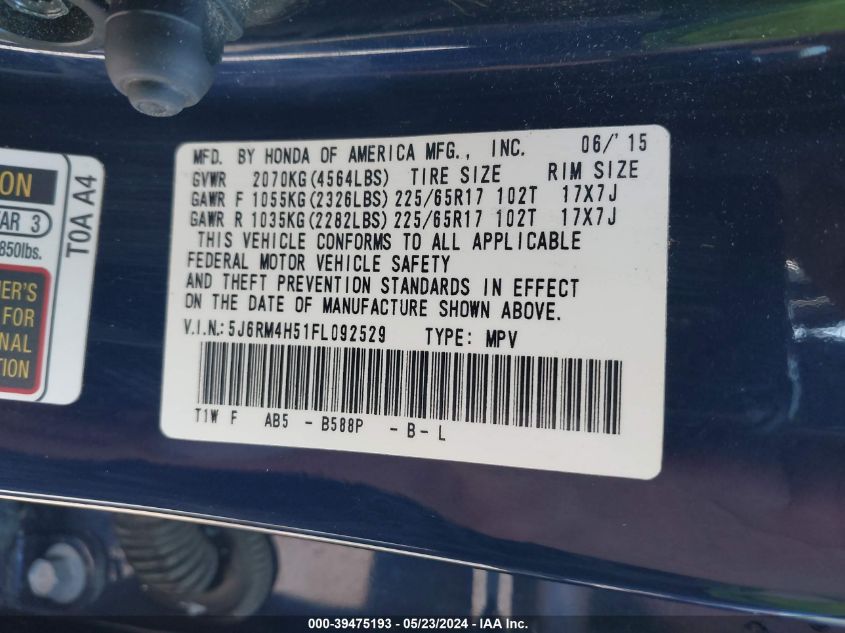 ON
AR 3
850lbs.
ER'S
FOR
NAL
TION
T0A A4
MFD. BY HONDA OF AMERICA MFG., INC. 06/'15
GVWR 2070KG(4564LBS) TIRE SIZE RIM SIZE
GAWR F 1055KG(2326LBS) 225/65R17 102T 17X7J
GAWR R 1035KG(2282LBS) 225/65R17 102T 17X7J
THIS VEHICLE CONFORMS TO ALL APPLICABLE
FEDERAL MOTOR VEHICLE SAFETY
AND THEFT PREVENTION STANDARDS IN EFFECT
ON THE DATE OF MANUFACTURE SHOWN ABOVE.
V.I.N.: 5J6RM4H51FL092529 TYPE: MPV
T1W F AB5 - B588P - B - L
000-39475193 - 05/23/2024 - IAA Inc.